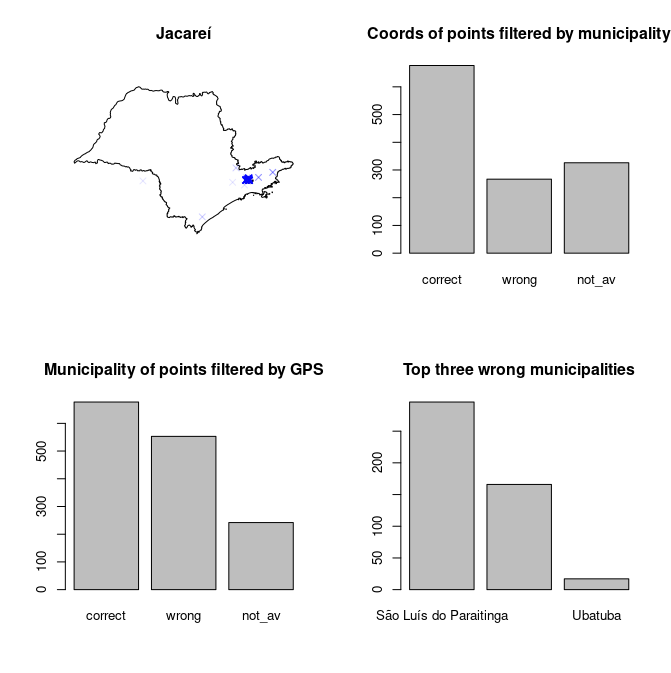 Jacareí
Coords of points filtered by municipality
500
300
100
0
correct wrong not_av
Municipality of points filtered by GPS
500
300
100
0
correct wrong not_av
Top three wrong municipalities
200
100
50
0
São Luís do Paraitinga Ubatuba